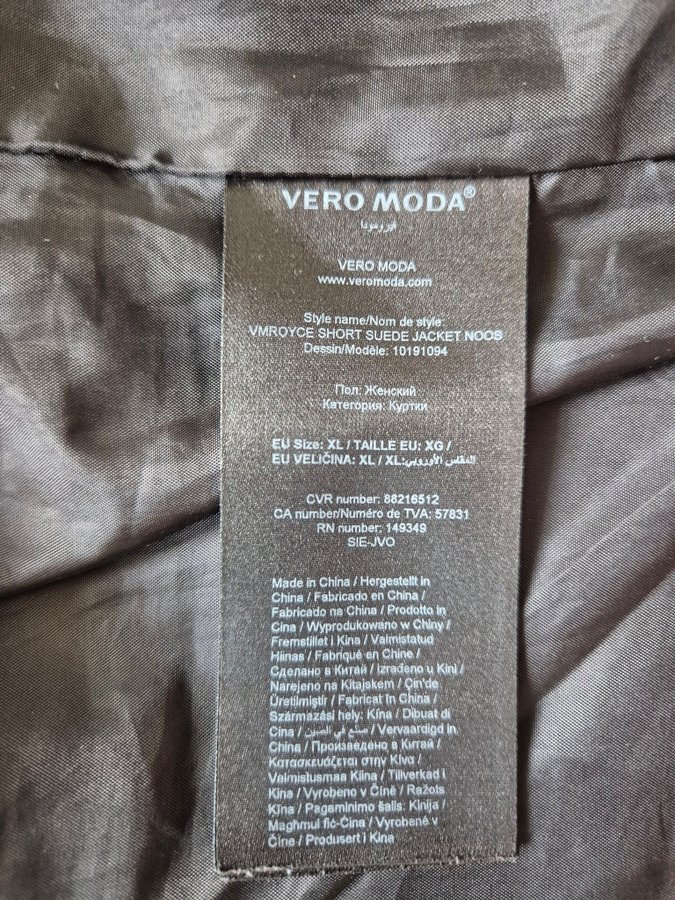 VERO MODA®
ڤيرومودا
VERO MODA
www.veromoda.com
Style name/Nom de style:
VMROYCE SHORT SUEDE JACKET NOOS
Dessin/Modèle: 10191094
Пол: Женский
Категория: Куртки
EU Size: XL / TAILLE EU: XG /
EU VELIČINA: XL / XL:المقاس الأوروبي
CVR number: 88216512
CA number/Numéro de TVA: 57831
RN number: 149349
SIE-JVO
Made in China / Hergestellt in
China / Fabricado en China /
Fabricado na China / Prodotto in
Cina / Wyprodukowano w Chiny /
Fremstillet i Kina / Valmistatud
Hiinas / Fabriqué en Chine /
Сделано в Китай / Izrađeno u Kini /
Narejeno na Kitajskem / Çin'de
Üretilmiştir / Fabricat în China /
Származási hely: Kína / Dibuat di
Cina / صنع في الصين / Vervaardigd in
China / Произведено в Китай /
Κατασκευάζεται στην Κίνα /
Valmistusmaa Kiina / Tillverkad i
Kina / Vyrobeno v Číně / Ražots
Ķīna / Pagaminimo šalis: Kinija /
Magħmul fiċ-Ċina / Vyrobené v
Číne / Produsert i Kina